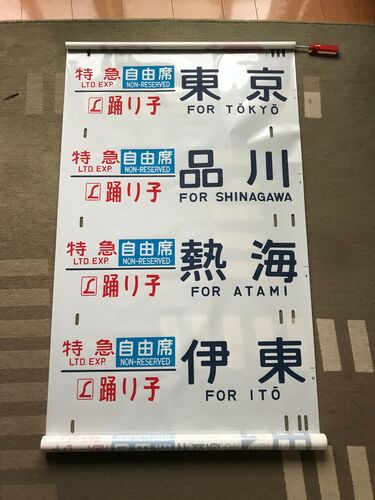 特急 自由席 東京
LTD. EXP. NON-RESERVED FOR TŌKYŌ
L 踊り子
特急 自由席 品川
LTD. EXP. NON-RESERVED FOR SHINAGAWA
L 踊り子
特急 自由席 熱海
LTD. EXP. NON-RESERVED FOR ATAMI
L 踊り子
特急 自由席 伊東
LTD. EXP. NON-RESERVED FOR ITŌ
L 踊り子